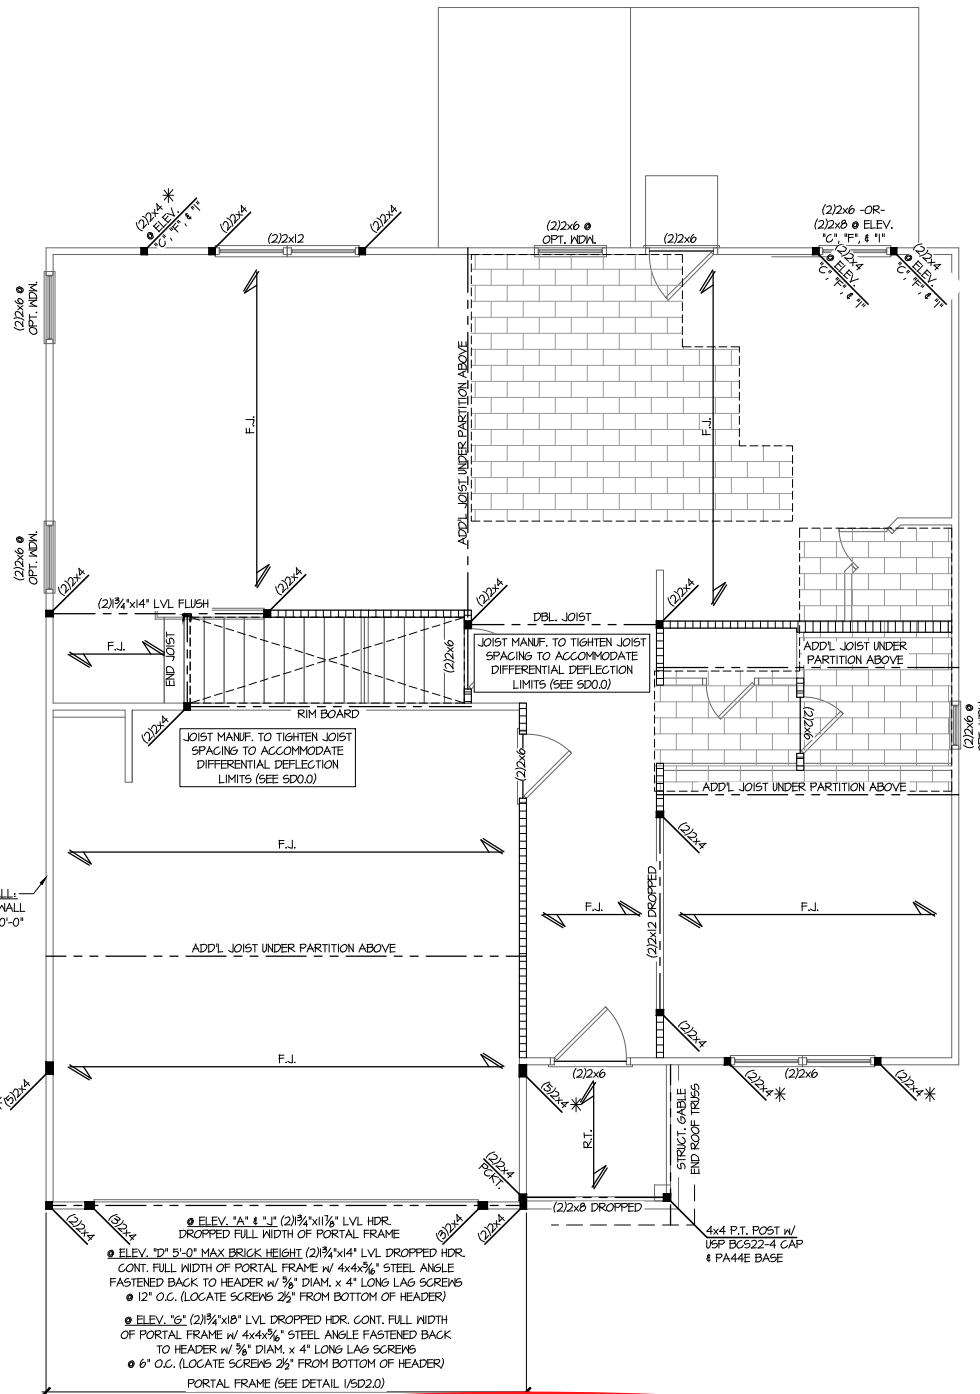 (2)2x4 ✳
@ ELEV.
"C", "F", & "I"
(2)2x4
(2)2x12
(2)2x4
(2)2x6 @
OPT. WDW.
(2)2x6
(2)2x6 -OR-
(2)2x8 @ ELEV.
"C", "F", & "I"
(2)2x4
@ ELEV.
"C", "F", & "I"
(2)2x4
@ ELEV.
"C", "F", & "I"
(2)2x6 @
OPT. WDW.
F.J.
ADD'L JOIST UNDER PARTITION ABOVE
F.J.
(2)2x6 @
OPT. WDW.
(2)2x4
(2)1¾"x14" LVL FLUSH
(2)2x4
(2)2x4
DBL. JOIST
(2)2x4
F.J.
END JOIST
(2)2x6
JOIST MANUF. TO TIGHTEN JOIST
SPACING TO ACCOMMODATE
DIFFERENTIAL DEFLECTION
LIMITS (SEE SD0.0)
ADD'L JOIST UNDER
PARTITION ABOVE
(2)2x4
RIM BOARD
(2)2x6
(2)2x6 @
JOIST MANUF. TO TIGHTEN JOIST
SPACING TO ACCOMMODATE
DIFFERENTIAL DEFLECTION
LIMITS (SEE SD0.0)
(2)2x6
ADD'L JOIST UNDER PARTITION ABOVE
F.J.
(2)2x4
LL:
WALL
0'-0"
F.J.
(2)2x12 DROPPED
F.J.
ADD'L JOIST UNDER PARTITION ABOVE
(2)2x4
F.J.
(5)2x4
(2)2x6
(5)2x4 ✳
(2)2x4 ✳
(2)2x6
(2)2x4 ✳
R.T.
STRUCT. GABLE
END ROOF TRUSS
(2)2x4
PCKT.
(2)2x8 DROPPED
(2)2x4
(3)2x4
(3)2x4
(2)2x4
4x4 P.T. POST W/
USP BCS22-4 CAP
& PA44E BASE
@ ELEV. "A" & "J" (2)1¾"x11⅞" LVL HDR.
DROPPED FULL WIDTH OF PORTAL FRAME
@ ELEV. "D" 5'-0" MAX BRICK HEIGHT (2)1¾"x14" LVL DROPPED HDR.
CONT. FULL WIDTH OF PORTAL FRAME W/ 4x4x5/16" STEEL ANGLE
FASTENED BACK TO HEADER W/ ⅝" DIAM. x 4" LONG LAG SCREWS
@ 12" O.C. (LOCATE SCREWS 2½" FROM BOTTOM OF HEADER)
@ ELEV. "G" (2)1¾"x18" LVL DROPPED HDR. CONT. FULL WIDTH
OF PORTAL FRAME W/ 4x4x5/16" STEEL ANGLE FASTENED BACK
TO HEADER W/ ⅝" DIAM. x 4" LONG LAG SCREWS
@ 6" O.C. (LOCATE SCREWS 2½" FROM BOTTOM OF HEADER)
PORTAL FRAME (SEE DETAIL 1/SD2.0)